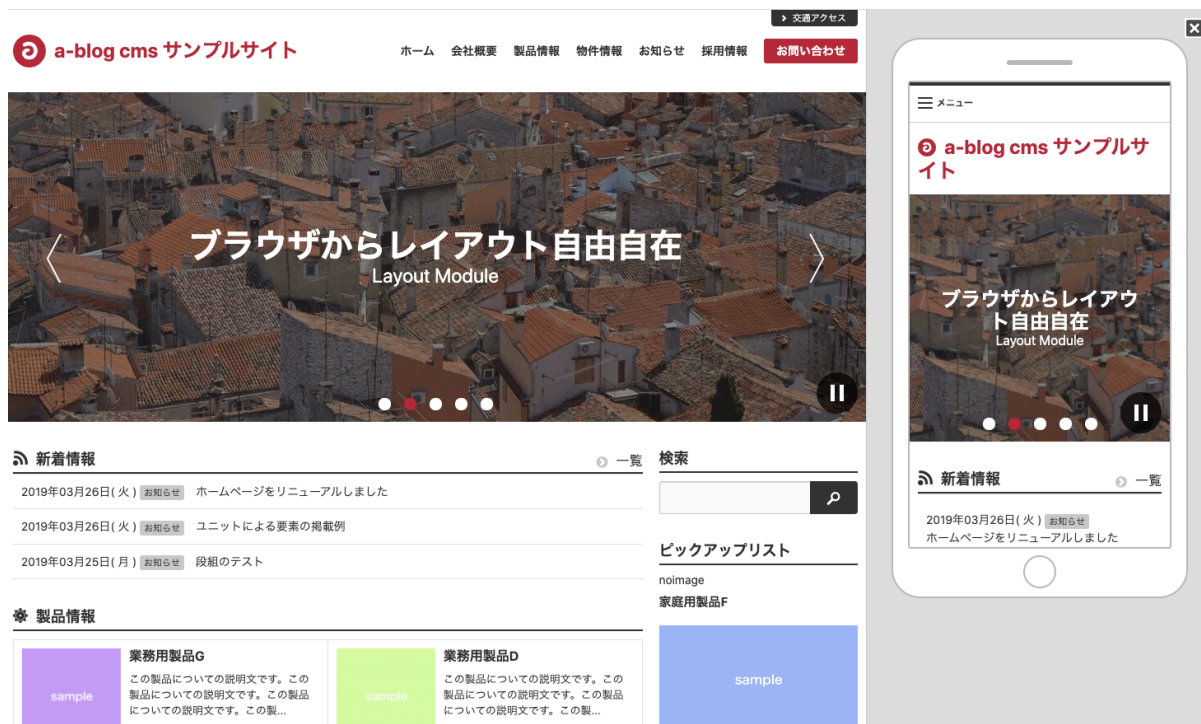 交通アクセス
a-blog cms サンプルサイト
ホーム 会社概要 製品情報 物件情報 お知らせ 採用情報 お問い合わせ
ブラウザからレイアウト自由自在
Layout Module
新着情報
一覧
2019年03月26日( 火 ) お知らせ ホームページをリニューアルしました
2019年03月26日( 火 ) お知らせ ユニットによる要素の掲載例
2019年03月25日( 月 ) お知らせ 段組のテスト
製品情報
sample
業務用製品G
この製品についての説明文です。この
製品についての説明文です。この製品
についての説明文です。この製...
sample
業務用製品D
この製品についての説明文です。この
製品についての説明文です。この製品
についての説明文です。この製...
検索
ピックアップリスト
noimage
家庭用製品F
sample
メニュー
a-blog cms サンプルサ
イト
ブラウザからレイアウ
ト自由自在
Layout Module
新着情報
一覧
2019年03月26日( 火 ) お知らせ
ホームページをリニューアルしました